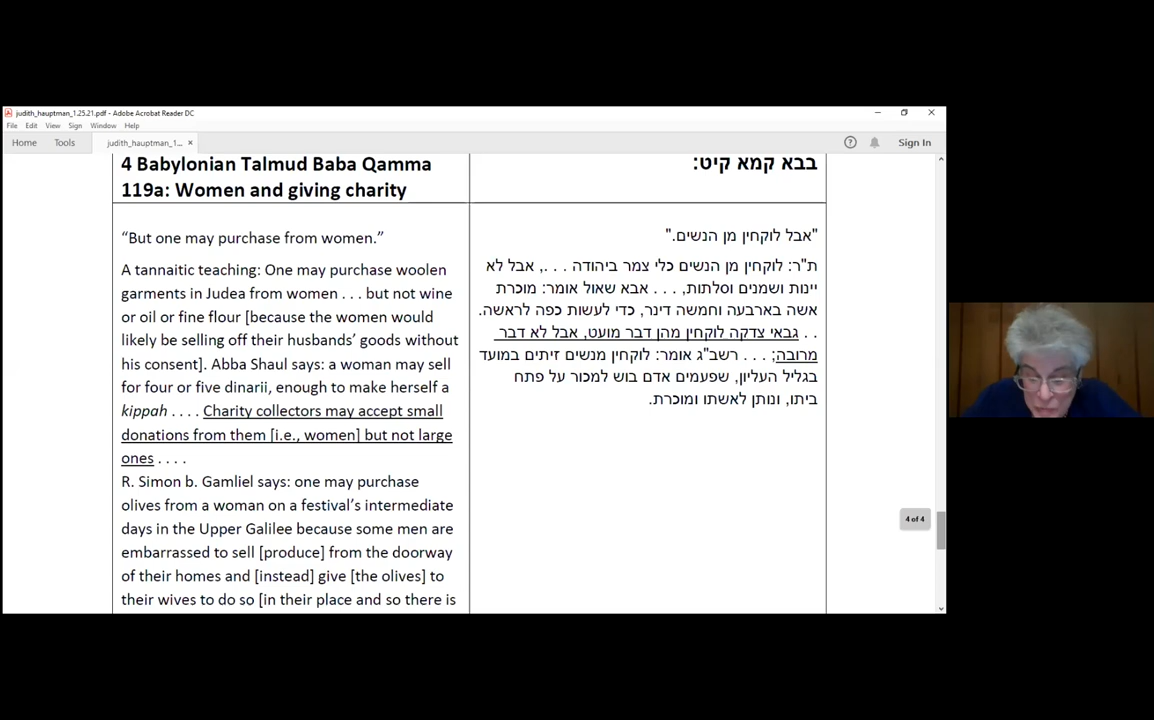 judith_hauptman_1.25.21.pdf - Adobe Acrobat Reader DC
File Edit View Sign Window Help
Home Tools judith_hauptman_1... × Sign In
4 Babylonian Talmud Baba Qamma
119a: Women and giving charity
“But one may purchase from women.”
A tannaitic teaching: One may purchase woolen
garments in Judea from women . . . but not wine
or oil or fine flour [because the women would
likely be selling off their husbands’ goods without
his consent]. Abba Shaul says: a woman may sell
for four or five dinarii, enough to make herself a
kippah . . . . Charity collectors may accept small
donations from them [i.e., women] but not large
ones . . . .
R. Simon b. Gamliel says: one may purchase
olives from a woman on a festival’s intermediate
days in the Upper Galilee because some men are
embarrassed to sell [produce] from the doorway
of their homes and [instead] give [the olives] to
their wives to do so [in their place and so there is
בבא קמא קיט:
"אבל לוקחין מן הנשים."
ת"ר: לוקחין מן הנשים כלי צמר ביהודה . . ., אבל לא
יינות ושמנים וסלתות, . . . אבא שאול אומר: מוכרת
אשה בארבעה וחמשה דינר, כדי לעשות כפה לראשה.
. . גבאי צדקה לוקחין מהן דבר מועט, אבל לא דבר
מרובה; . . . רשב"ג אומר: לוקחין מנשים זיתים במועד
בגליל העליון, שפעמים אדם בוש למכור על פתח
ביתו, ונותן לאשתו ומוכרת.
4 of 4